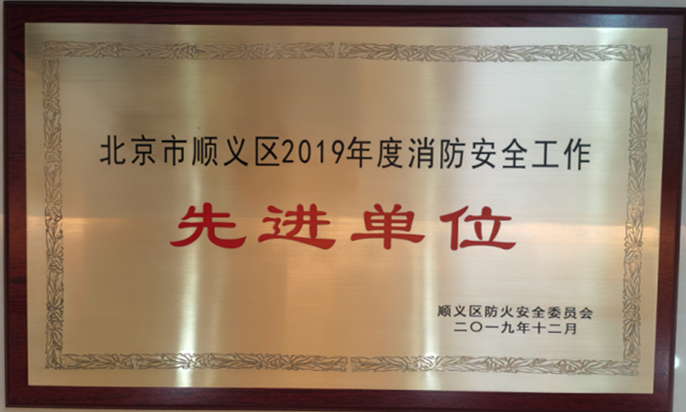 北京市顺义区2019年度消防安全工作
先进单位
顺义区防火安全委员会
二〇一九年十二月